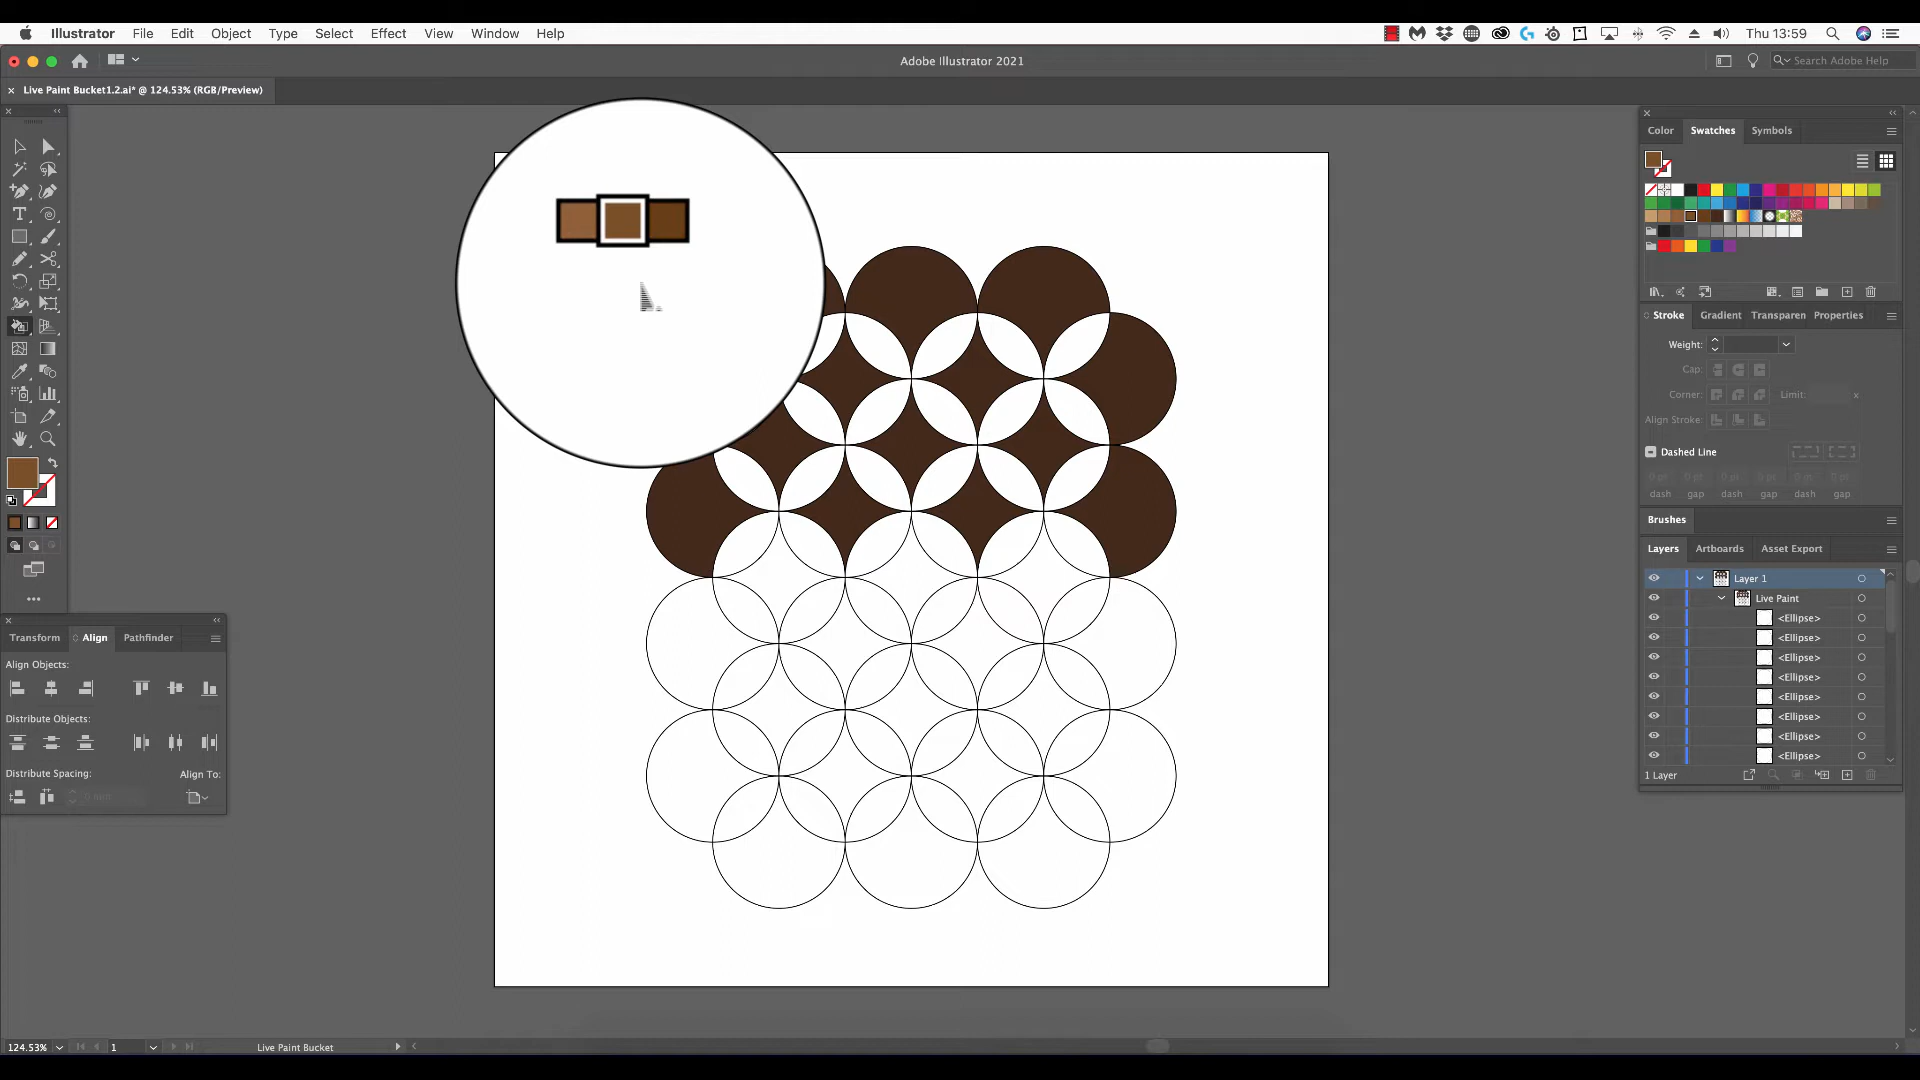 Illustrator File Edit Object Type Select Effect View Window Help Thu 13:59
Adobe Illustrator 2021
Search Adobe Help
Live Paint Bucket1.2.ai* @ 124.53% (RGB/Preview)
Color Swatches Symbols
Stroke Gradient Transparen Properties
Weight:
Cap:
Corner: Limit: x
Align Stroke:
Dashed Line
dash gap dash gap dash gap
Brushes
Layers Artboards Asset Export
Layer 1
Live Paint
<Ellipse>
<Ellipse>
<Ellipse>
<Ellipse>
<Ellipse>
<Ellipse>
<Ellipse>
<Ellipse>
1 Layer
Transform Align Pathfinder
Align Objects:
Distribute Objects:
Distribute Spacing: Align To:
124.53% 1 Live Paint Bucket